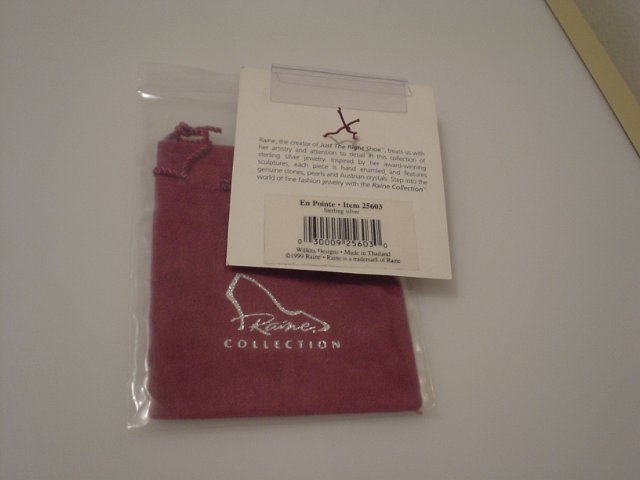 Raine, the creator of Just The Right Shoe™, treats us with
her artistry and attention to detail in this collection of
sterling silver jewelry. Inspired by her award-winning
sculptures, each piece is hand enameled, and features
genuine stones, pearls and Austrian crystals. Step into the
world of fine fashion jewelry with the Raine Collection™
En Pointe • Item 25603
Sterling silver
0 30009 25603 0
Willitts Designs • Made in Thailand
©1999 Raine® • Raine is a trademark of Raine
Raine
COLLECTION